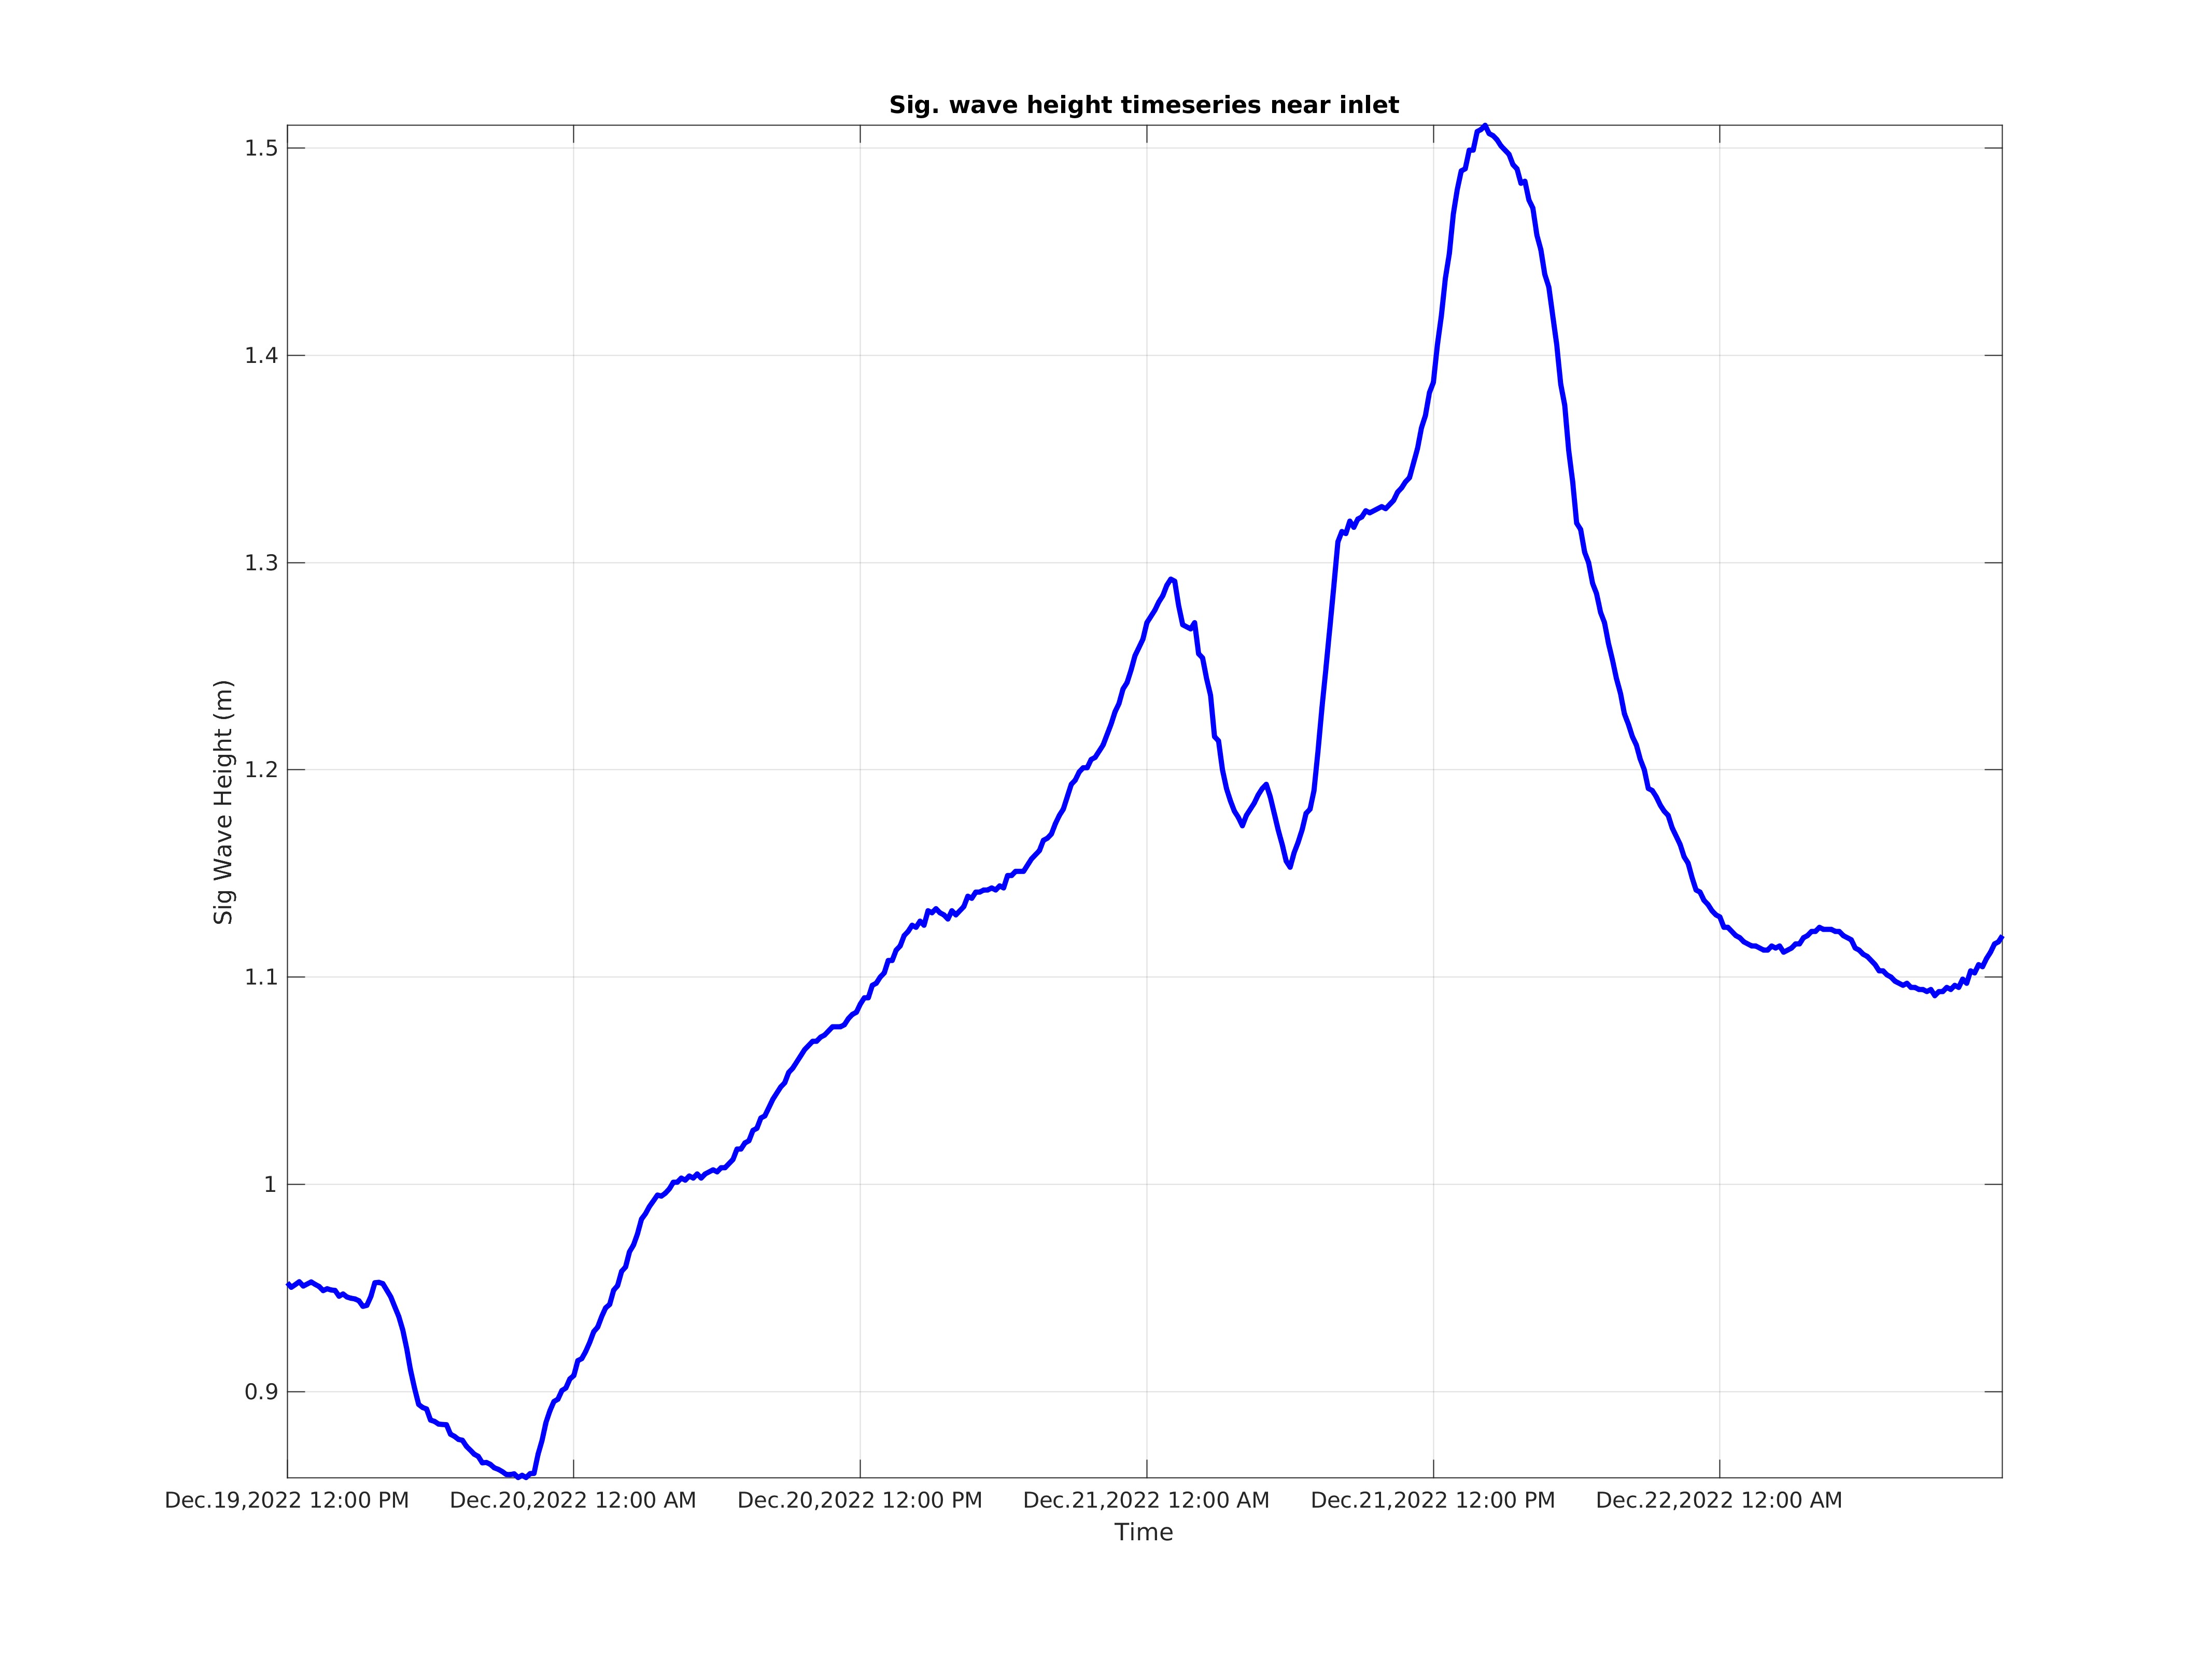 Sig. wave height timeseries near inlet
1.5
1.4
1.3
1.2
1.1
1
0.9
Sig Wave Height (m)
Dec.19,2022 12:00 PM Dec.20,2022 12:00 AM Dec.20,2022 12:00 PM Dec.21,2022 12:00 AM Dec.21,2022 12:00 PM Dec.22,2022 12:00 AM
Time